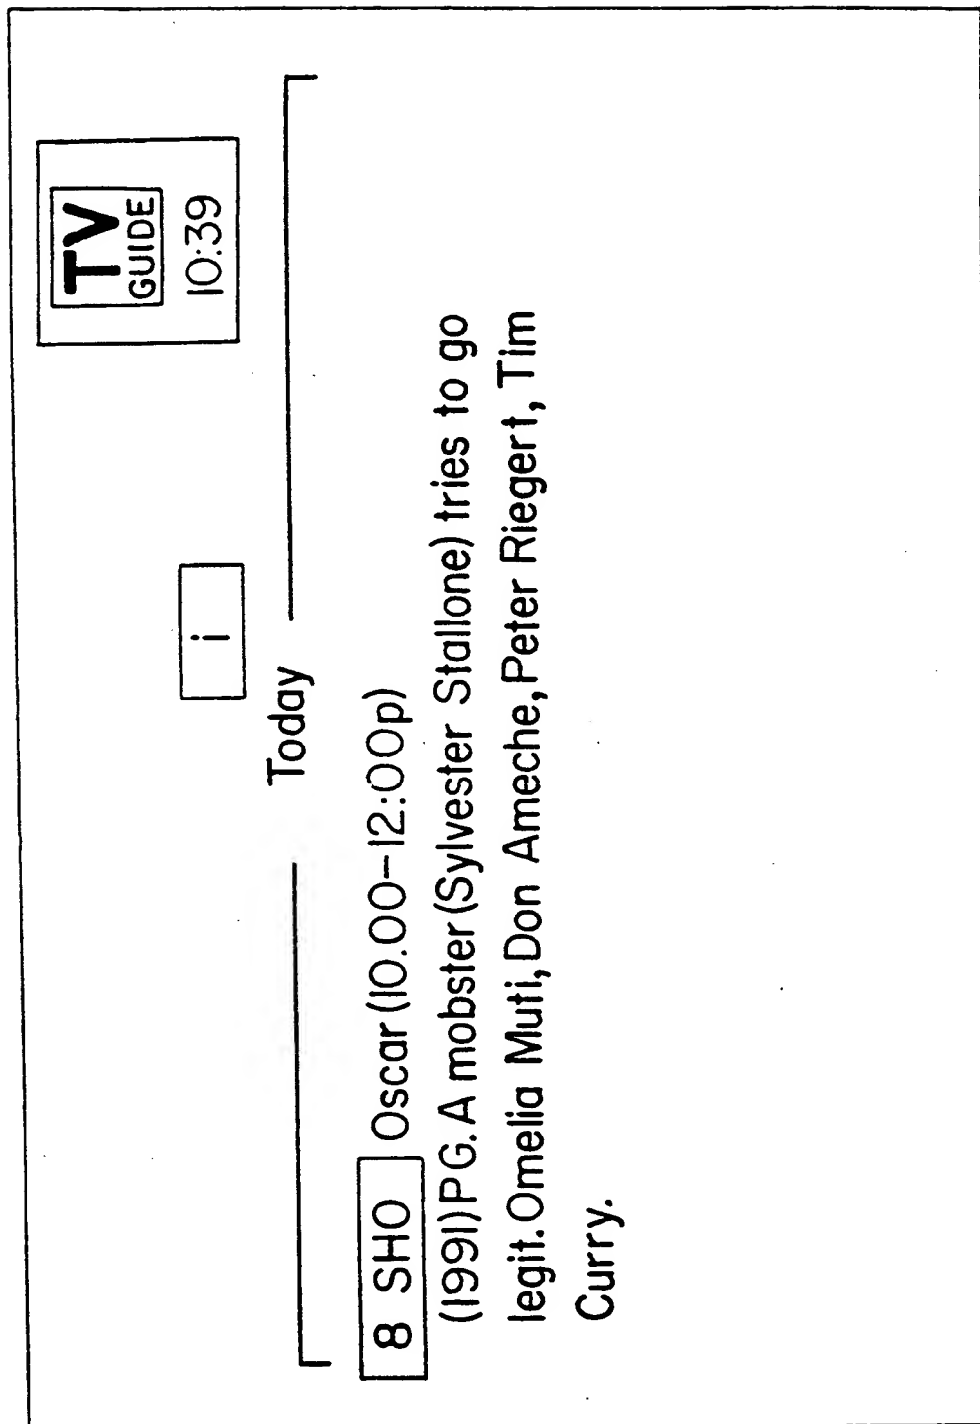 TV
GUIDE
10:39
i
Today
8 SHO Oscar (10.00-12:00p)
(1991) PG. A mobster (Sylvester Stallone) tries to go
legit. Omelia Muti, Don Ameche, Peter Riegert, Tim
Curry.